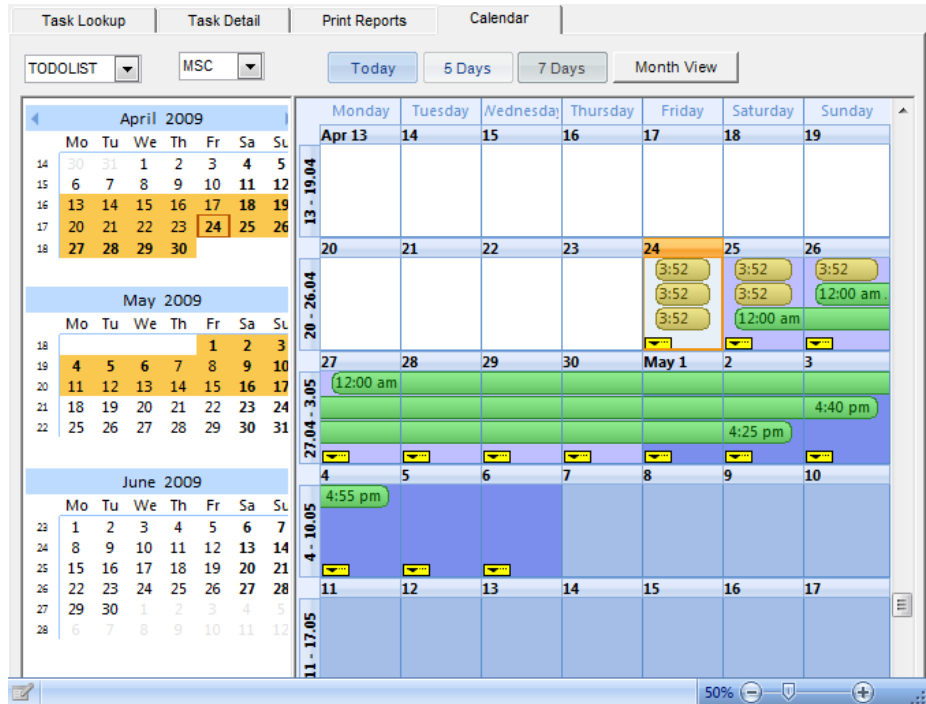 Task Lookup Task Detail Print Reports Calendar
TODOLIST MSC Today 5 Days 7 Days Month View
April 2009
Mo Tu We Th Fr Sa Su
14 30 31 1 2 3 4 5
15 6 7 8 9 10 11 12
16 13 14 15 16 17 18 19
17 20 21 22 23 24 25 26
18 27 28 29 30
May 2009
Mo Tu We Th Fr Sa Su
18 1 2 3
19 4 5 6 7 8 9 10
20 11 12 13 14 15 16 17
21 18 19 20 21 22 23 24
22 25 26 27 28 29 30 31
June 2009
Mo Tu We Th Fr Sa Su
23 1 2 3 4 5 6 7
24 8 9 10 11 12 13 14
25 15 16 17 18 19 20 21
26 22 23 24 25 26 27 28
27 29 30 1 2 3 4 5
28 6 7 8 9 10 11 12
Monday Tuesday Wednesday Thursday Friday Saturday Sunday
Apr 13 14 15 16 17 18 19
13 - 19.04
20 21 22 23 24 25 26
20 - 26.04
3:52 3:52 3:52
3:52 3:52 12:00 am .
3:52 12:00 am
27 28 29 30 May 1 2 3
27.04 - 3.05
12:00 am
4:40 pm
4:25 pm
4 5 6 7 8 9 10
4 - 10.05
4:55 pm
11 12 13 14 15 16 17
11 - 17.05
50%